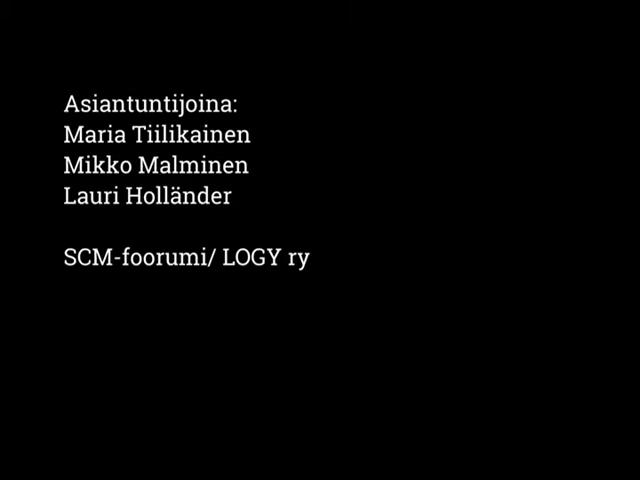 Asiantuntijoina:
Maria Tiilikainen
Mikko Malminen
Lauri Holländer
SCM-foorumi/ LOGY ry